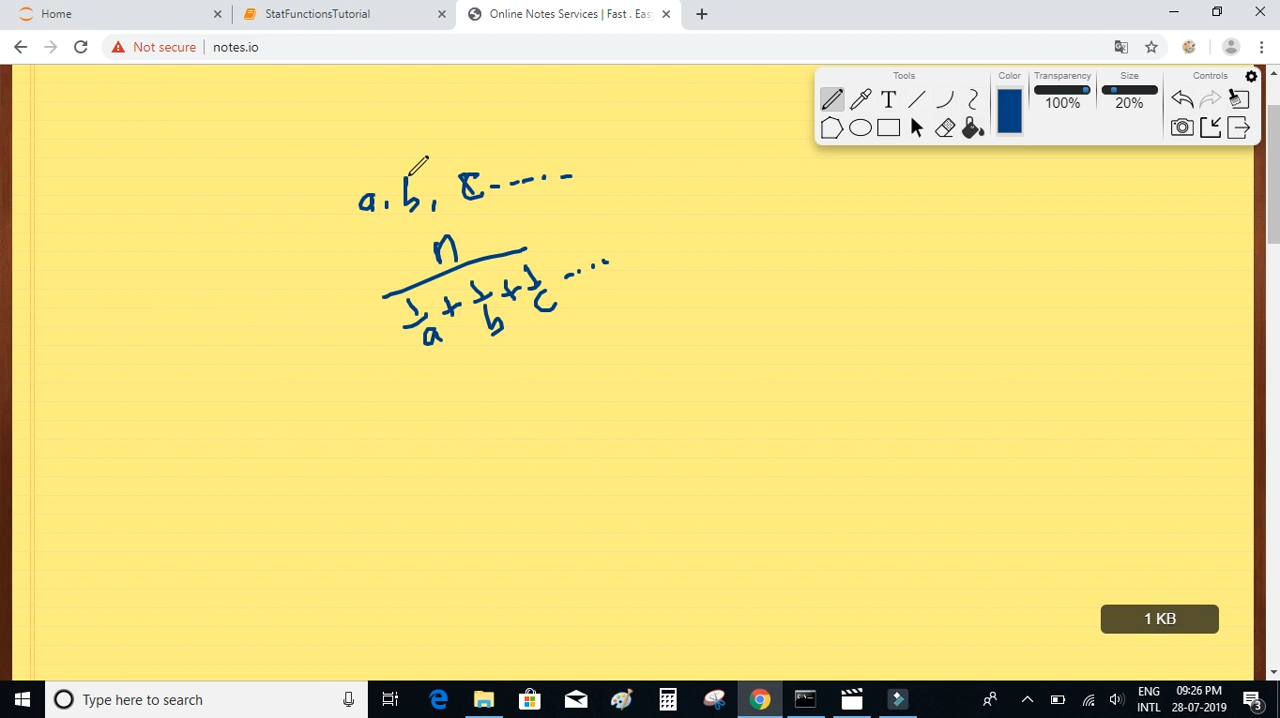 Home
StatFunctionsTutorial
Online Notes Services | Fast . Eas
Not secure
notes.io
Tools
Color
Transparency
Size
Controls
T
100%
20%
a, b, c-----
n
1/a + 1/b + 1/c ....
1 KB
Type here to search
ENG
INTL
09:26 PM
28-07-2019
3